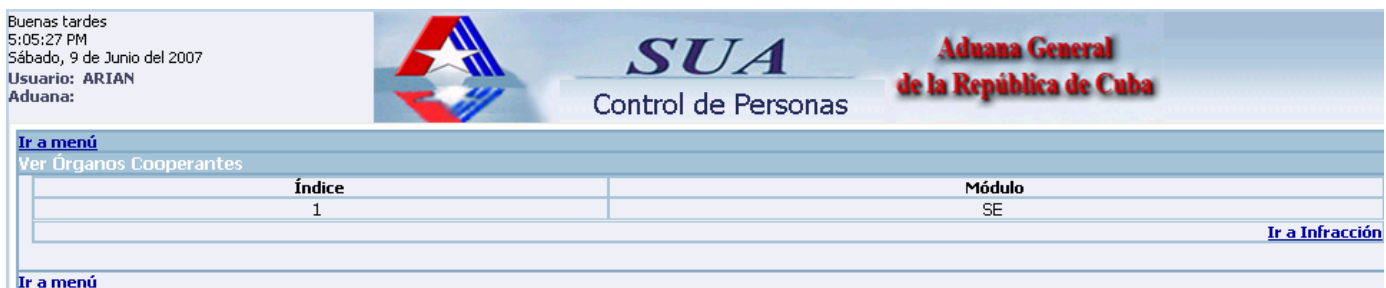 Buenas tardes
5:05:27 PM
Sábado, 9 de Junio del 2007
Usuario: ARIAN
Aduana:
SUA
Control de Personas
Aduana General
de la República de Cuba
Ir a menú
Ver Órganos Cooperantes
Índice Módulo
1 SE
Ir a Infracción
Ir a menú